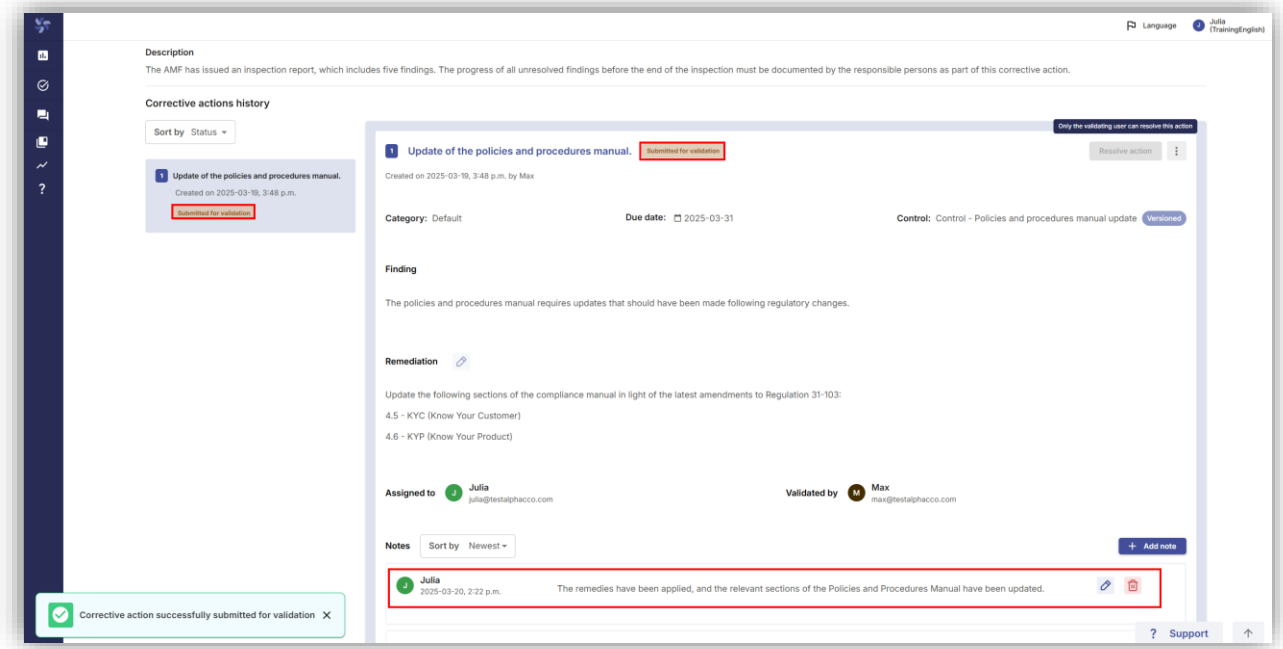 Language
J
Julia
(TrainingEnglish)
?
Description
The AMF has issued an inspection report, which includes five findings. The progress of all unresolved findings before the end of the inspection must be documented by the responsible persons as part of this corrective action.
Corrective actions history
Sort by Status
1 Update of the policies and procedures manual.
Created on 2025-03-19, 3:48 p.m.
Submitted for validation
Only the validating user can resolve this action
1 Update of the policies and procedures manual. Submitted for validation
Resolve action
Created on 2025-03-19, 3:48 p.m. by Max
Category: Default Due date: 2025-03-31 Control: Control - Policies and procedures manual update Versioned
Finding
The policies and procedures manual requires updates that should have been made following regulatory changes.
Remediation
Update the following sections of the compliance manual in light of the latest amendments to Regulation 31-103:
4.5 - KYC (Know Your Customer)
4.6 - KYP (Know Your Product)
Assigned to J Julia
julia@testalphacco.com
Validated by M Max
max@testalphacco.com
Notes Sort by Newest
+ Add note
J Julia
2025-03-20, 2:22 p.m.
The remedies have been applied, and the relevant sections of the Policies and Procedures Manual have been updated.
Corrective action successfully submitted for validation X
? Support